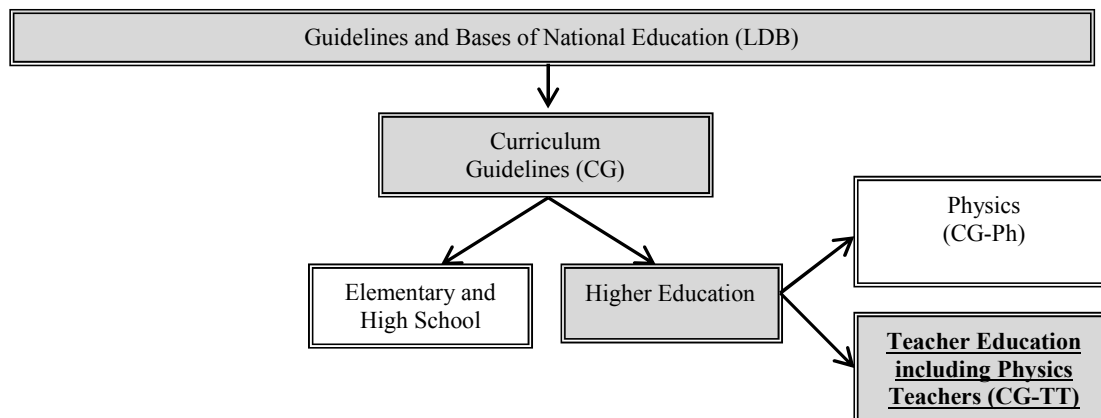 Guidelines and Bases of National Education (LDB)
Curriculum
Guidelines (CG)
Elementary and
High School
Higher Education
Physics
(CG-Ph)
Teacher Education
including Physics
Teachers (CG-TT)